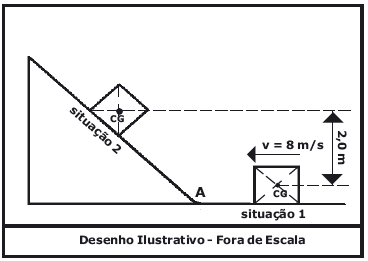 CG
situação 2
2,0 m
v = 8 m/s
A
CG
situação 1
Desenho Ilustrativo - Fora de Escala